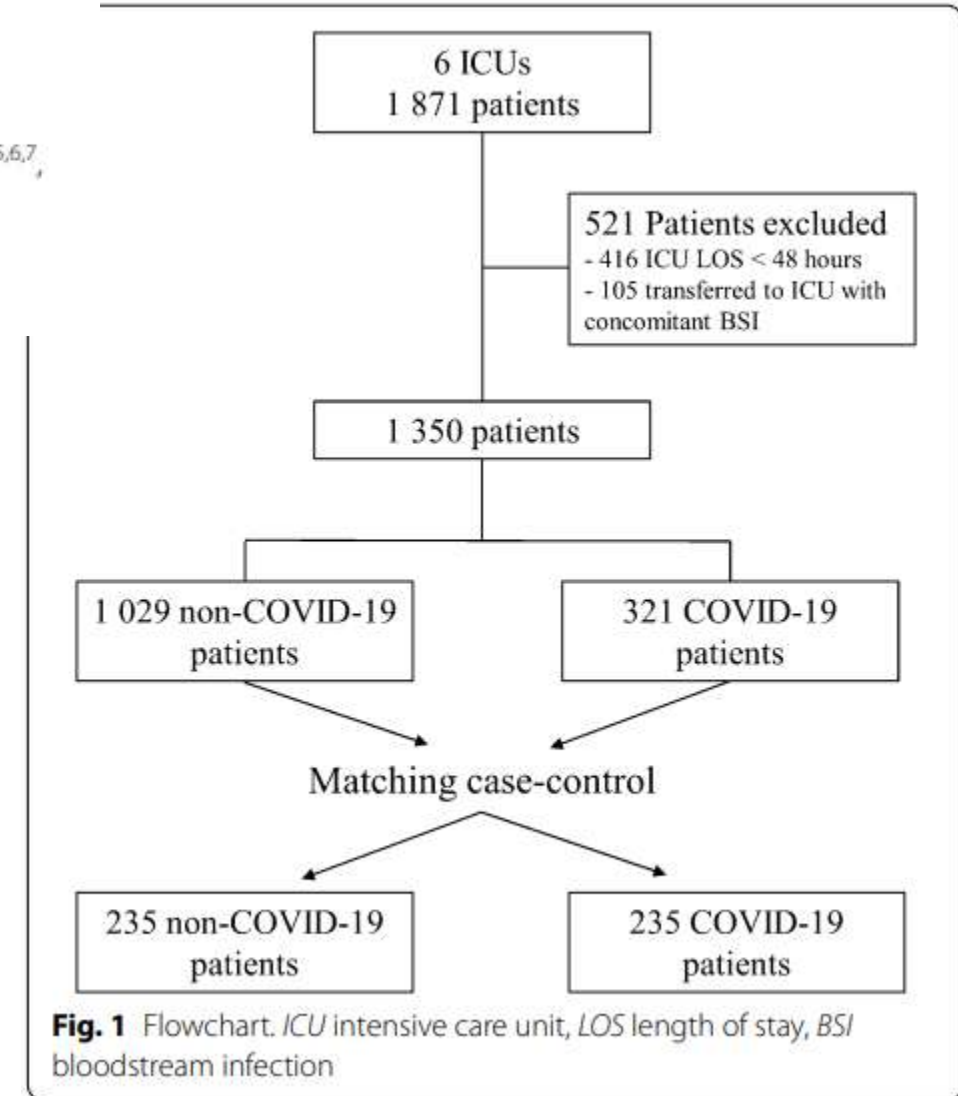 6 ICUs
1 871 patients
6,6,7,
521 Patients excluded
- 416 ICU LOS < 48 hours
- 105 transferred to ICU with
concomitant BSI
1 350 patients
1 029 non-COVID-19
patients
321 COVID-19
patients
Matching case-control
235 non-COVID-19
patients
235 COVID-19
patients
Fig. 1 Flowchart. ICU intensive care unit, LOS length of stay, BSI
bloodstream infection